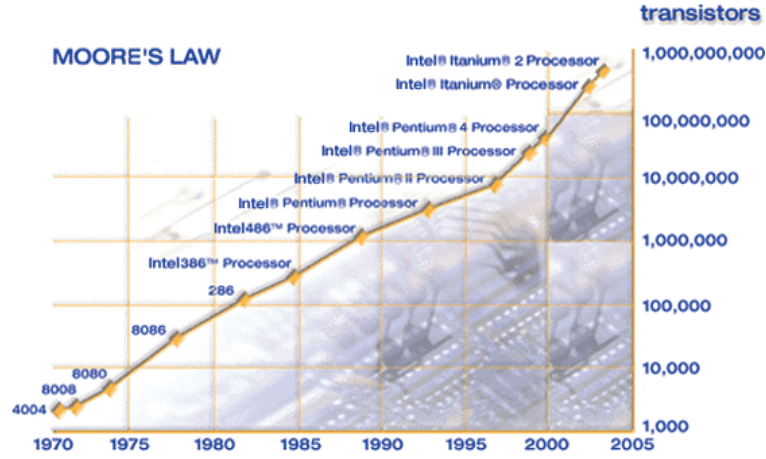 transistors
MOORE'S LAW
Intel® Itanium® 2 Processor
1,000,000,000
Intel® Itanium® Processor
Intel® Pentium® 4 Processor
100,000,000
Intel® Pentium® III Processor
Intel® Pentium® II Processor
10,000,000
Intel® Pentium® Processor
Intel486™ Processor
1,000,000
Intel386™ Processor
286
100,000
8086
8080
10,000
8008
4004
1,000
1970 1975 1980 1985 1990 1995 2000 2005